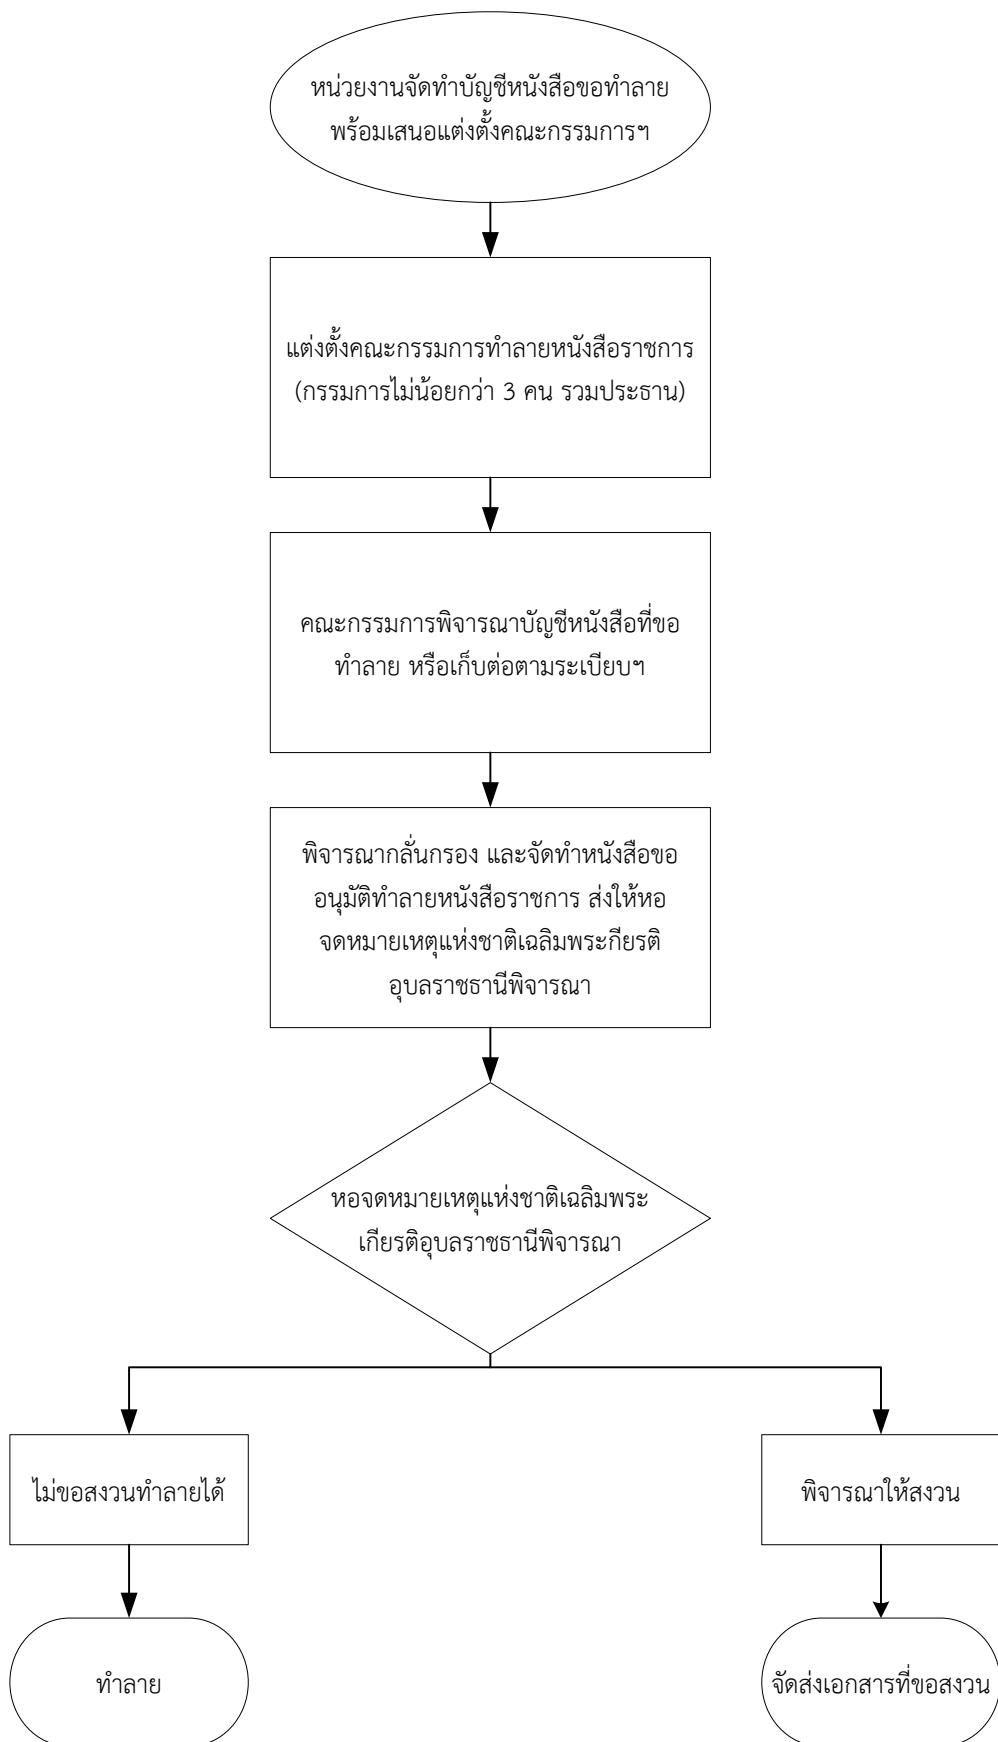 หน่วยงานจัดทำบัญชีหนังสือขอทำลาย
พร้อมเสนอแต่งตั้งคณะกรรมการฯ
แต่งตั้งคณะกรรมการทำลายหนังสือราชการ
(กรรมการไม่น้อยกว่า 3 คน รวมประธาน)
คณะกรรมการพิจารณาบัญชีหนังสือที่ขอ
ทำลาย หรือเก็บต่อตามระเบียบฯ
พิจารณากลั่นกรอง และจัดทำหนังสือขอ
อนุมัติทำลายหนังสือราชการ ส่งให้หอ
จดหมายเหตุแห่งชาติเฉลิมพระกียรติ
อุบลราชธานีพิจารณา
หอจดหมายเหตุแห่งชาติเฉลิมพระ
เกียรติอุบลราชธานีพิจารณา
ไม่ขอสงวนทำลายได้
พิจารณาให้สงวน
ทำลาย
จัดส่งเอกสารที่ขอสงวน